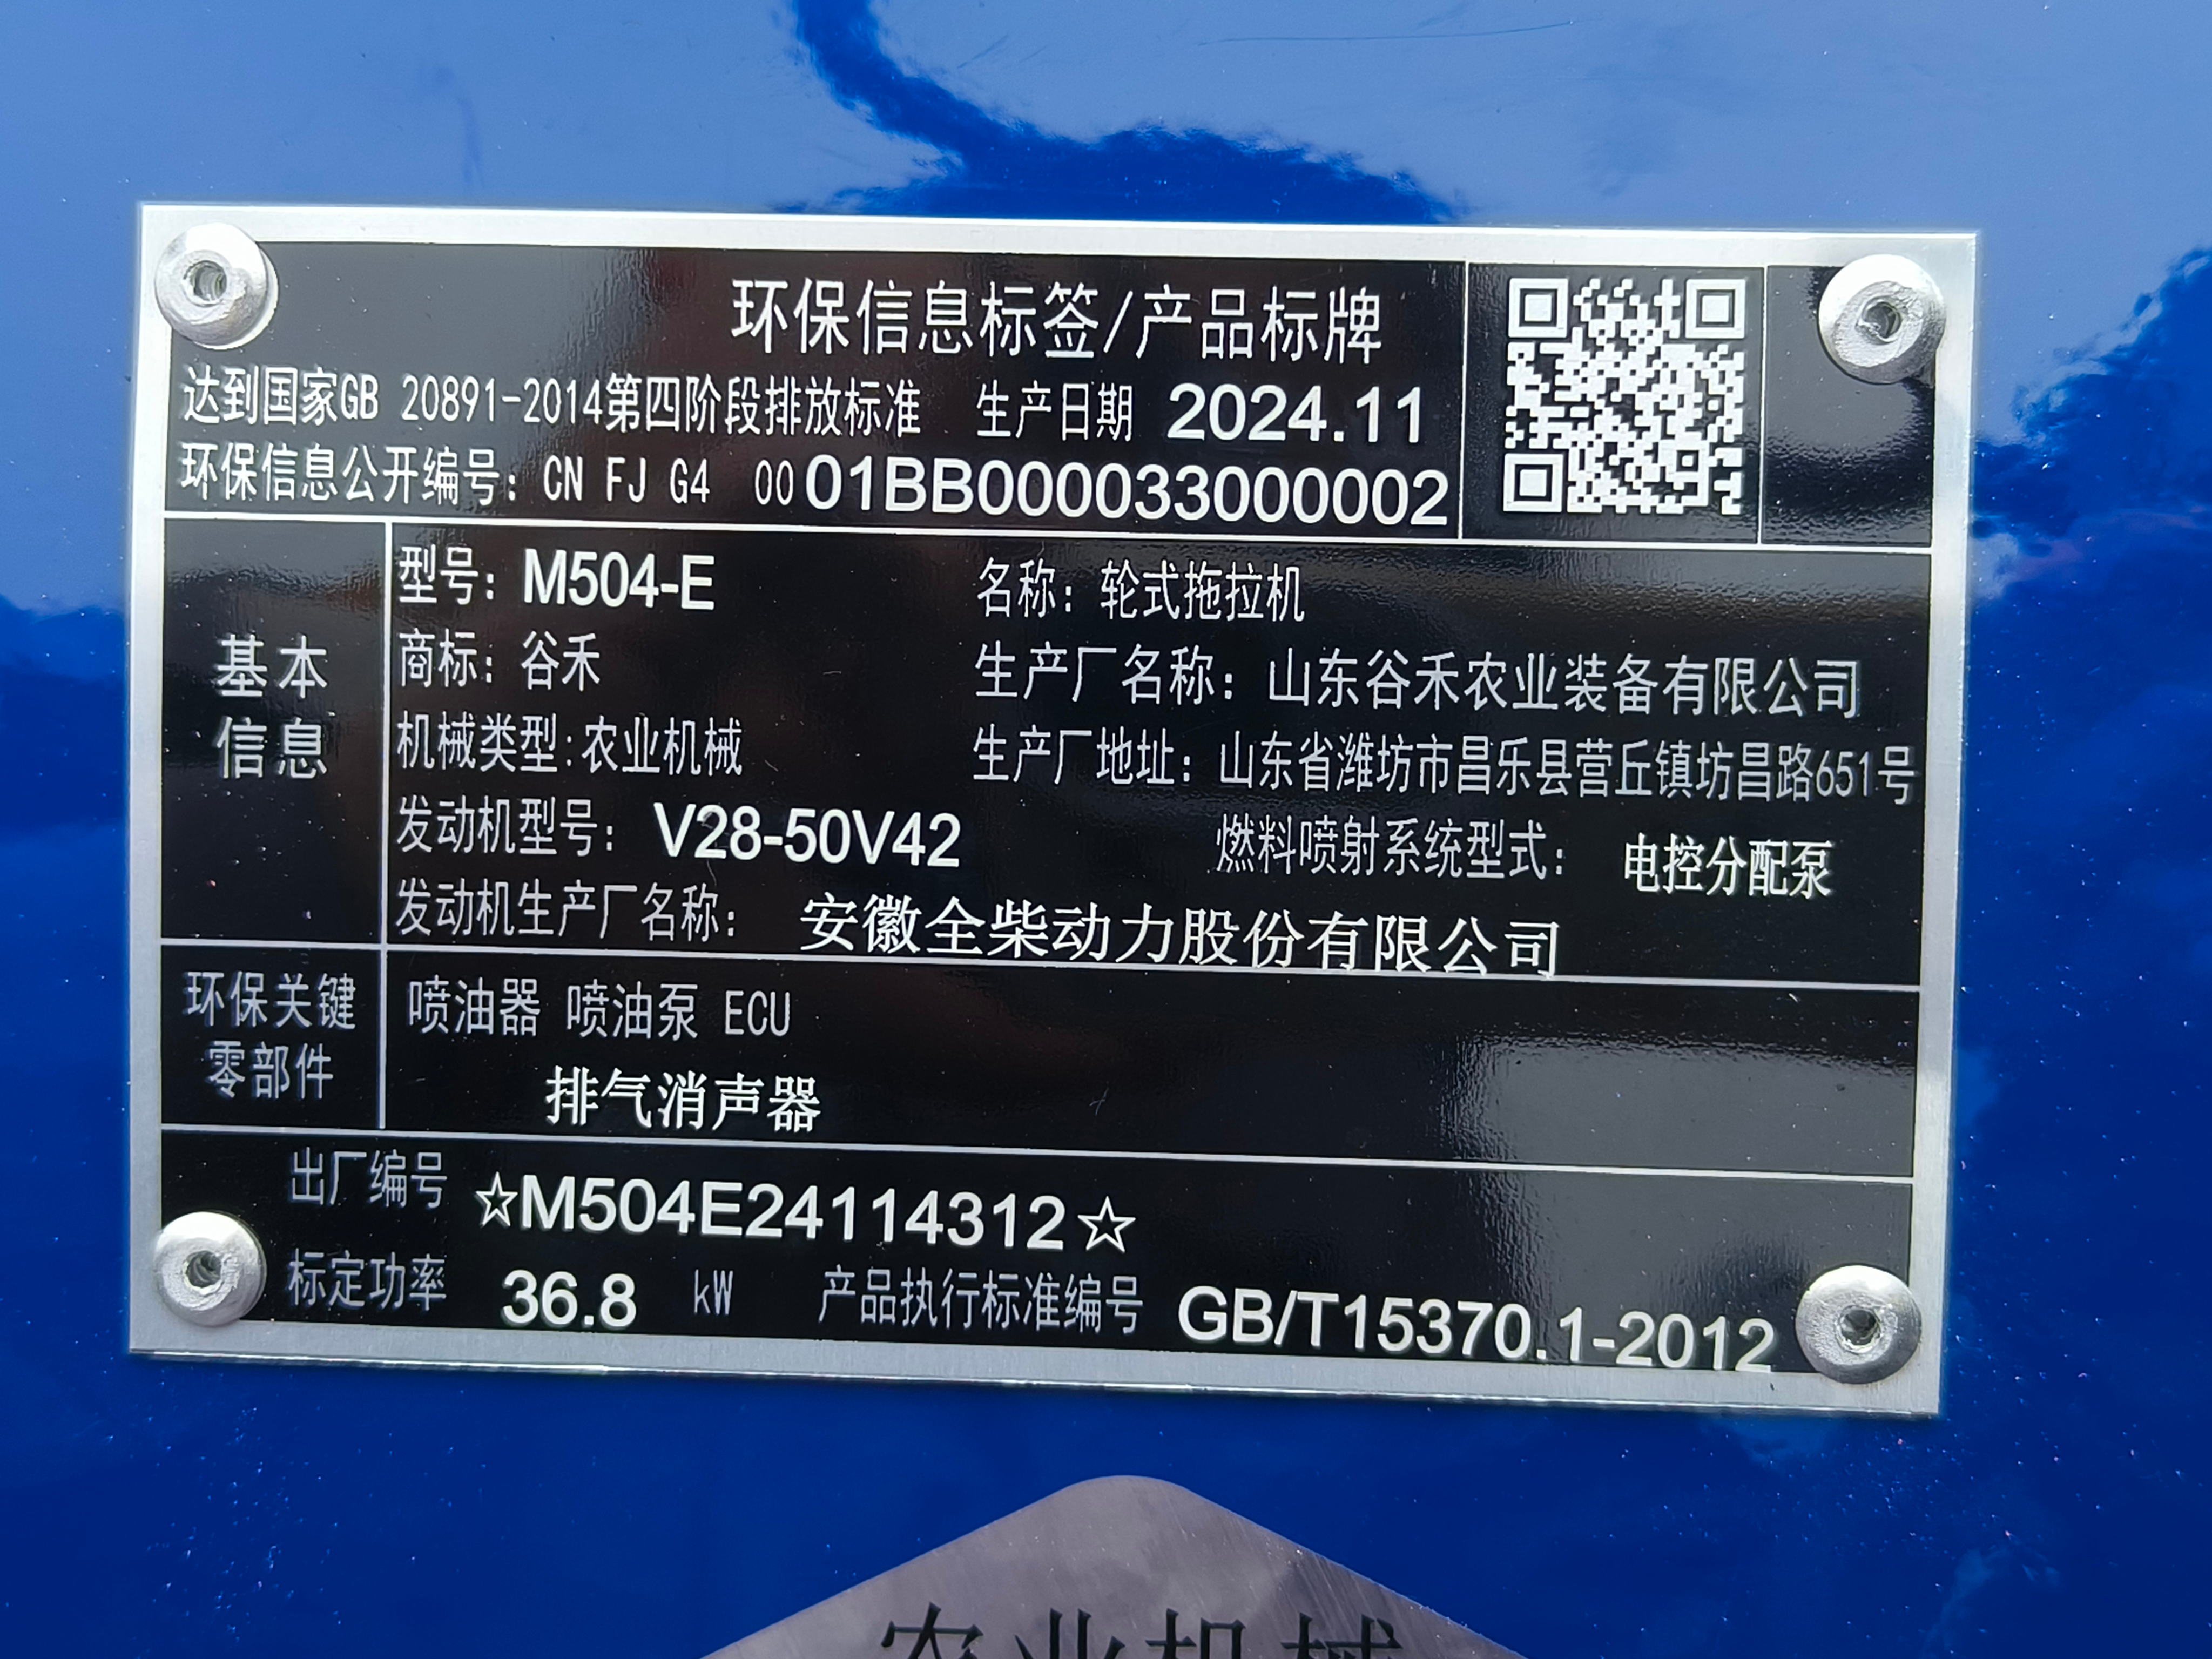 环保信息标签/产品标牌
达到国家GB 20891-2014第四阶段排放标准 生产日期 2024.11
环保信息公开编号: CN FJ G4 00 01BB000033000002
基本
信息
型号: M504-E 名称: 轮式拖拉机
商标: 谷禾 生产厂名称: 山东谷禾农业装备有限公司
机械类型: 农业机械 生产厂地址: 山东省潍坊市昌乐县营丘镇坊昌路651号
发动机型号: V28-50V42 燃料喷射系统型式: 电控分配泵
发动机生产厂名称: 安徽全柴动力股份有限公司
环保关键
零部件
喷油器 喷油泵 ECU
排气消声器
出厂编号 ☆M504E24114312☆
标定功率 36.8 kW 产品执行标准编号 GB/T15370.1-2012
农业机械